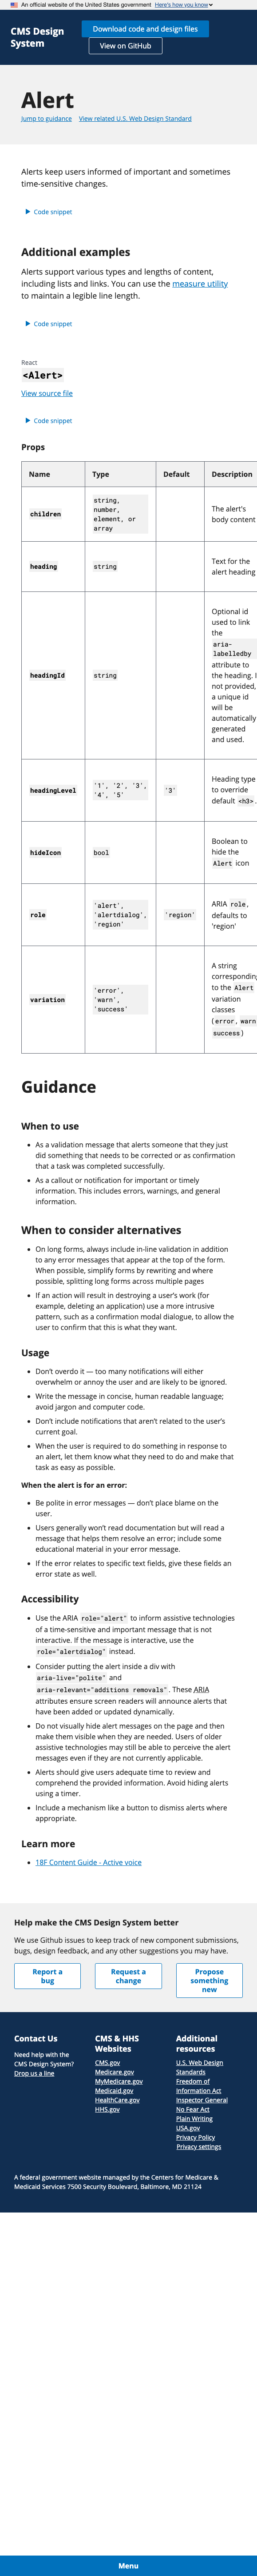 An official website of the United States government Here's how you know
CMS Design
System
Download code and design files
View on GitHub
Alert
Jump to guidance View related U.S. Web Design Standard
Alerts keep users informed of important and sometimes
time-sensitive changes.
Code snippet
Additional examples
Alerts support various types and lengths of content,
including lists and links. You can use the measure utility
to maintain a legible line length.
Code snippet
React
<Alert>
View source file
Code snippet
Props
Name Type Default Description
children
string,
number,
element, or
array
The alert's
body content
heading
string
Text for the
alert heading
headingId
string
Optional id
used to link
the
aria-
labelledby
attribute to
the heading. I
not provided,
a unique id
will be
automatically
generated
and used.
headingLevel
'1', '2', '3',
'4', '5'
'3'
Heading type
to override
default <h3>.
hideIcon
bool
Boolean to
hide the
Alert icon
role
'alert',
'alertdialog',
'region'
'region'
ARIA role,
defaults to
'region'
variation
'error',
'warn',
'success'
A string
corresponding
to the Alert
variation
classes
(error, warn
success)
Guidance
When to use
• As a validation message that alerts someone that they just
did something that needs to be corrected or as confirmation
that a task was completed successfully.
• As a callout or notification for important or timely
information. This includes errors, warnings, and general
information.
When to consider alternatives
• On long forms, always include in-line validation in addition
to any error messages that appear at the top of the form.
When possible, simplify forms by rewriting and where
possible, splitting long forms across multiple pages
• If an action will result in destroying a user's work (for
example, deleting an application) use a more intrusive
pattern, such as a confirmation modal dialogue, to allow the
user to confirm that this is what they want.
Usage
• Don't overdo it — too many notifications will either
overwhelm or annoy the user and are likely to be ignored.
• Write the message in concise, human readable language;
avoid jargon and computer code.
• Don't include notifications that aren't related to the user's
current goal.
• When the user is required to do something in response to
an alert, let them know what they need to do and make that
task as easy as possible.
When the alert is for an error:
• Be polite in error messages — don't place blame on the
user.
• Users generally won't read documentation but will read a
message that helps them resolve an error; include some
educational material in your error message.
• If the error relates to specific text fields, give these fields an
error state as well.
Accessibility
• Use the ARIA role="alert" to inform assistive technologies
of a time-sensitive and important message that is not
interactive. If the message is interactive, use the
role="alertdialog" instead.
• Consider putting the alert inside a div with
aria-live="polite" and
aria-relevant="additions removals". These ARIA
attributes ensure screen readers will announce alerts that
have been added or updated dynamically.
• Do not visually hide alert messages on the page and then
make them visible when they are needed. Users of older
assistive technologies may still be able to perceive the alert
messages even if they are not currently applicable.
• Alerts should give users adequate time to review and
comprehend the provided information. Avoid hiding alerts
using a timer.
• Include a mechanism like a button to dismiss alerts where
appropriate.
Learn more
• 18F Content Guide - Active voice
Help make the CMS Design System better
We use Github issues to keep track of new component submissions,
bugs, design feedback, and any other suggestions you may have.
Report a
bug
Request a
change
Propose
something
new
Contact Us
Need help with the
CMS Design System?
Drop us a line
CMS & HHS
Websites
CMS.gov
Medicare.gov
MyMedicare.gov
Medicaid.gov
HealthCare.gov
HHS.gov
Additional
resources
U.S. Web Design
Standards
Freedom of
Information Act
Inspector General
No Fear Act
Plain Writing
USA.gov
Privacy Policy
Privacy settings
A federal government website managed by the Centers for Medicare &
Medicaid Services 7500 Security Boulevard, Baltimore, MD 21124
Menu